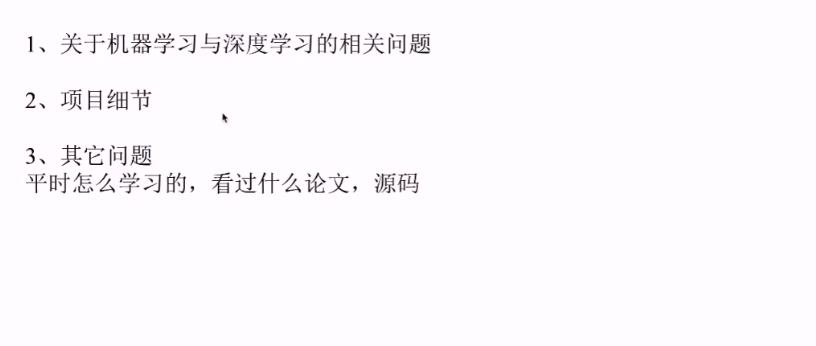 1、关于机器学习与深度学习的相关问题
2、项目细节
3、其它问题
平时怎么学习的，看过什么论文，源码